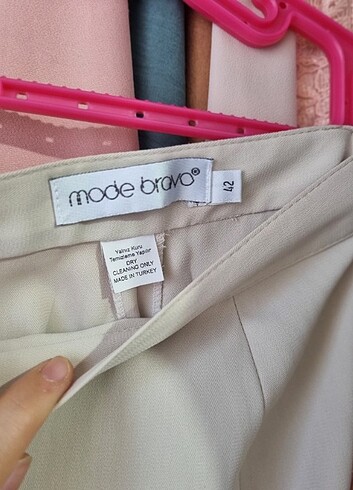 mode bravo®
42
Yalnız Kuru
Temizleme Yapılır
DRY
CLEANING ONLY
MADE IN TURKEY